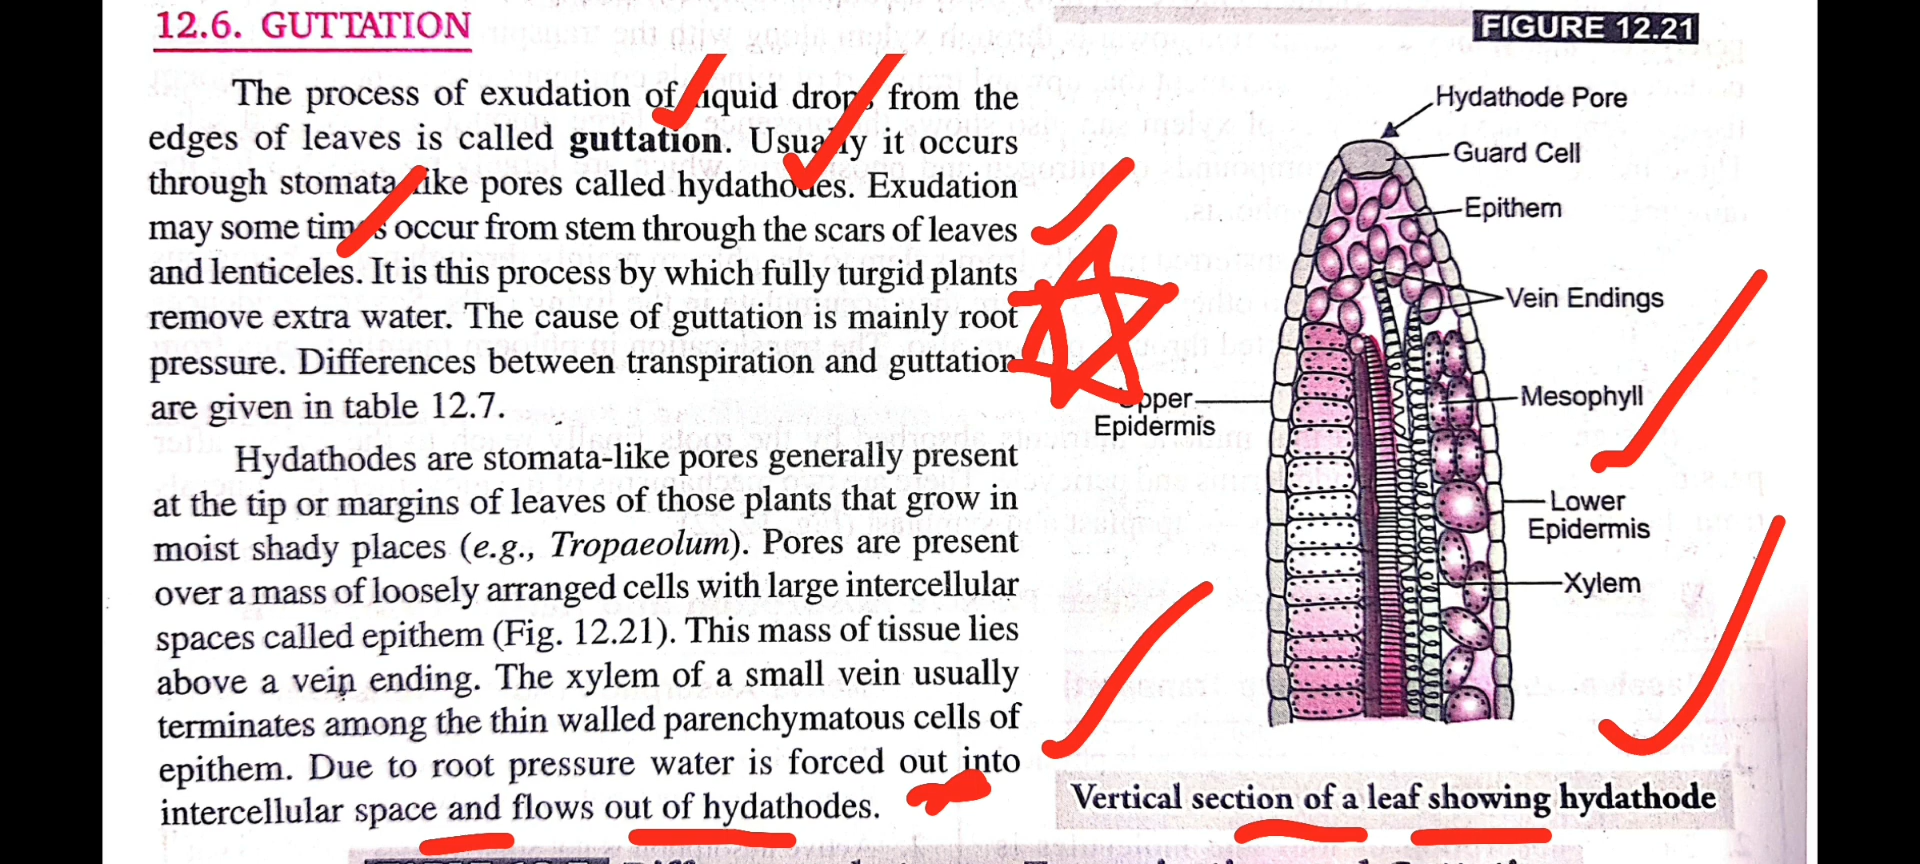 12.6. GUTTATION
The process of exudation of liquid drops from the
edges of leaves is called guttation. Usually it occurs
through stomata like pores called hydathodes. Exudation
may some times occur from stem through the scars of leaves
and lenticeles. It is this process by which fully turgid plants
remove extra water. The cause of guttation is mainly root
pressure. Differences between transpiration and guttation
are given in table 12.7.
Hydathodes are stomata-like pores generally present
at the tip or margins of leaves of those plants that grow in
moist shady places (e.g., Tropaeolum). Pores are present
over a mass of loosely arranged cells with large intercellular
spaces called epithem (Fig. 12.21). This mass of tissue lies
above a vein ending. The xylem of a small vein usually
terminates among the thin walled parenchymatous cells of
epithem. Due to root pressure water is forced out into
intercellular space and flows out of hydathodes.
FIGURE 12.21
Hydathode Pore
Guard Cell
Epithem
Vein Endings
Upper
Epidermis
Mesophyll
Lower
Epidermis
Xylem
Vertical section of a leaf showing hydathode